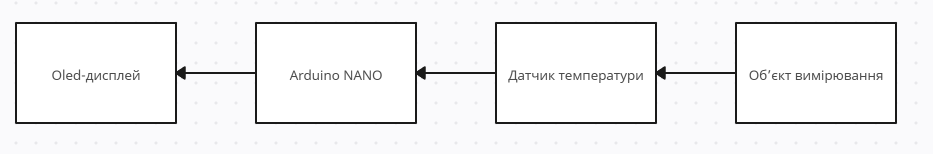 Oled-дисплей
Arduino NANO
Датчик температури
Об’єкт вимірювання